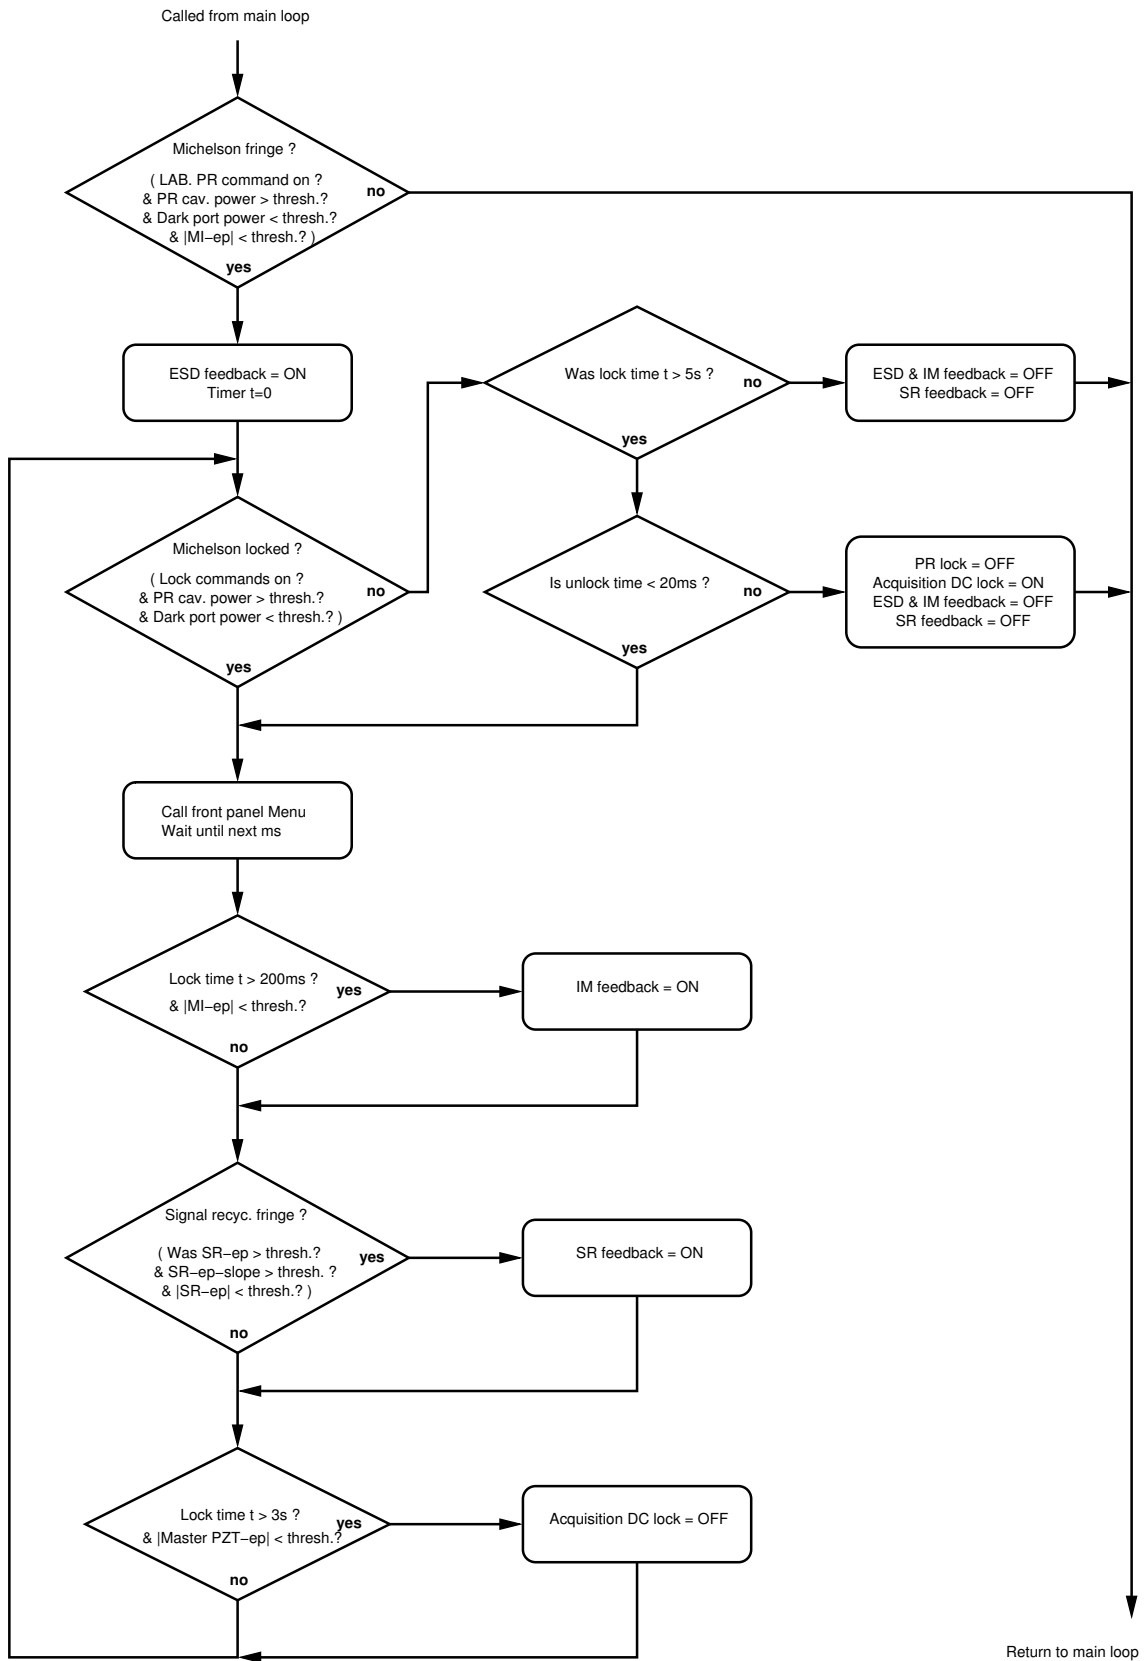 Called from main loop
Michelson fringe ?
( LAB. PR command on ?
no
& PR cav. power > thresh.?
& Dark port power < thresh.?
& |MI−ep| < thresh.? )
yes
ESD feedback = ON
Timer t=0
Was lock time t > 5s ?
no
yes
ESD & IM feedback = OFF
SR feedback = OFF
Michelson locked ?
( Lock commands on ?
& PR cav. power > thresh.?
no
& Dark port power < thresh.? )
yes
Is unlock time < 20ms ?
no
yes
PR lock = OFF
Acquisition DC lock = ON
ESD & IM feedback = OFF
SR feedback = OFF
Call front panel Menu
Wait until next ms
Lock time t > 200ms ?
yes
& |MI−ep| < thresh.?
no
IM feedback = ON
Signal recyc. fringe ?
( Was SR−ep > thresh.?
yes
& SR−ep−slope > thresh. ?
& |SR−ep| < thresh.? )
no
SR feedback = ON
Lock time t > 3s ?
yes
& |Master PZT−ep| < thresh.?
no
Acquisition DC lock = OFF
Return to main loop